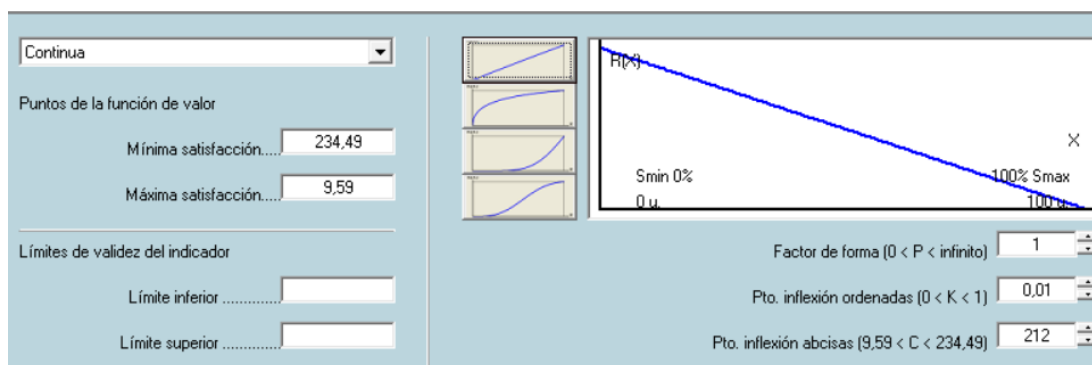 Continua
Puntos de la función de valor
Mínima satisfacción..... 234,49
Máxima satisfacción..... 9,59
Límites de validez del indicador
Límite inferior .............
Límite superior .............
R(X)
X
Smin 0%
100% Smax
0 u.
100 u.
Factor de forma (0 < P < infinito) 1
Pto. inflexión ordenadas (0 < K < 1) 0,01
Pto. inflexión abcisas (9,59 < C < 234,49) 212